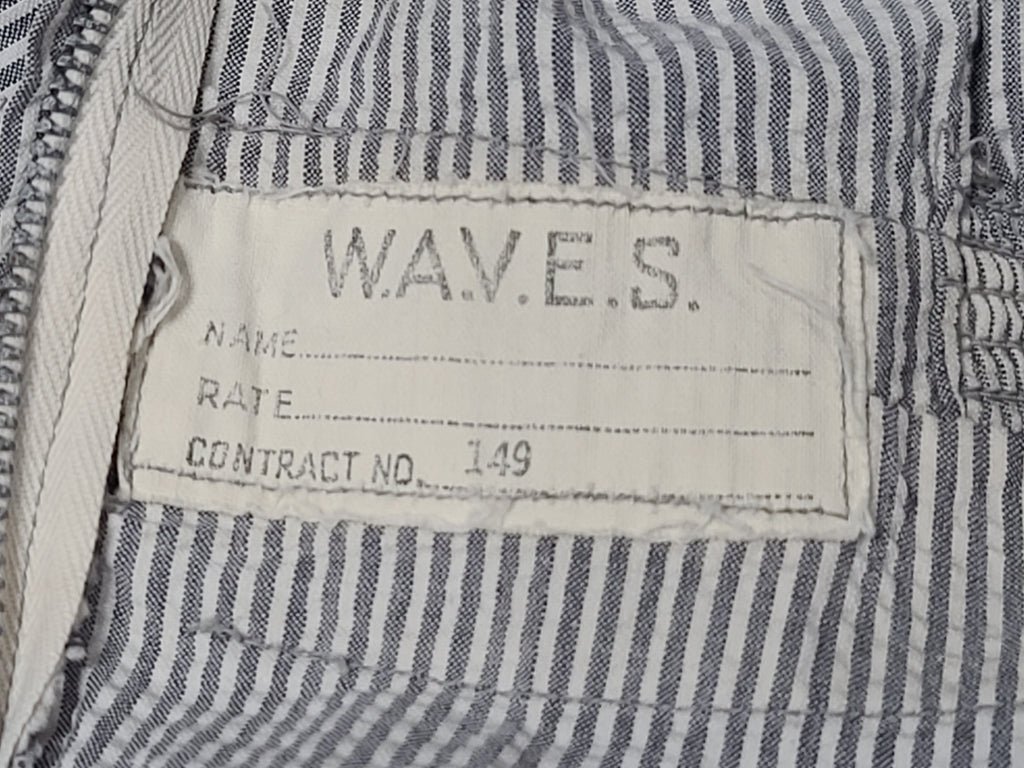 W.A.V.E.S.
NAME
RATE
CONTRACT NO. 149